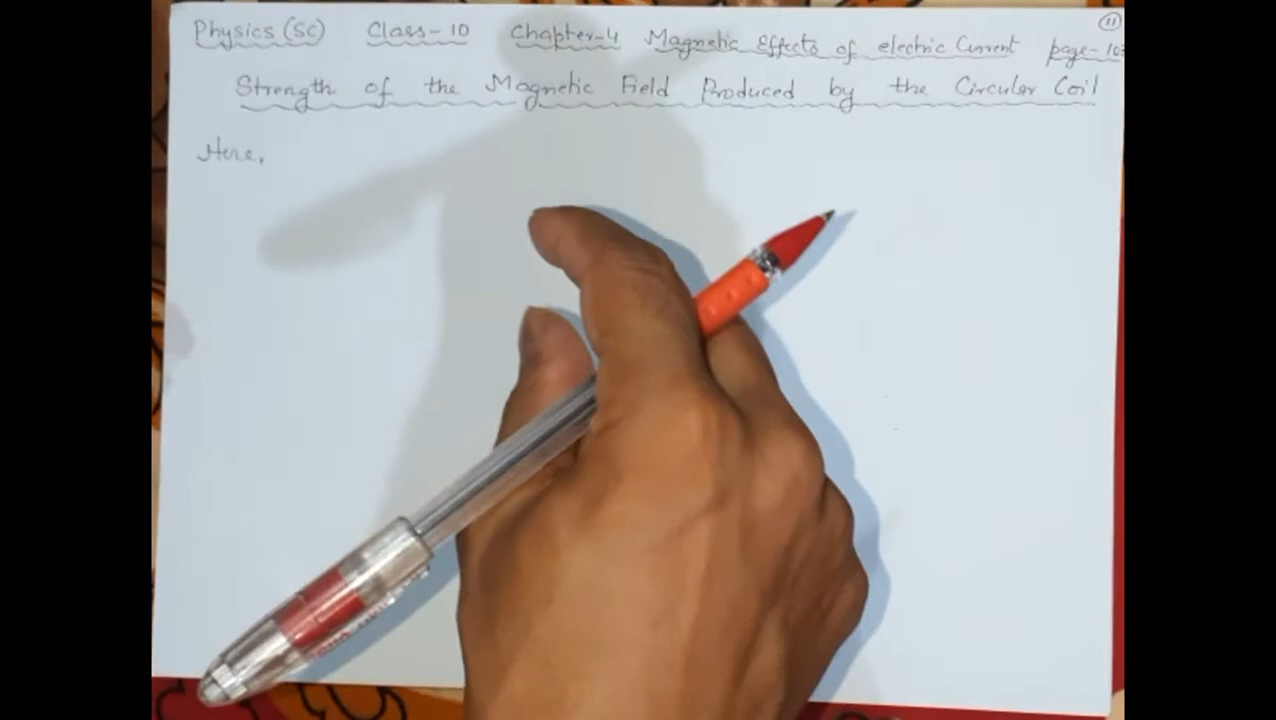 11
Physics (SC) Class-10 Chapter-4 Magnetic Effects of electric Current page-10
Strength of the Magnetic Field Produced by the Circular Coil
Here,